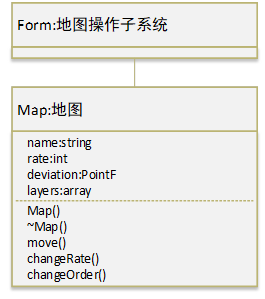 Form:地图操作子系统
Map:地图
name:string
rate:int
deviation:PointF
layers:array
Map()
~Map()
move()
changeRate()
changeOrder()